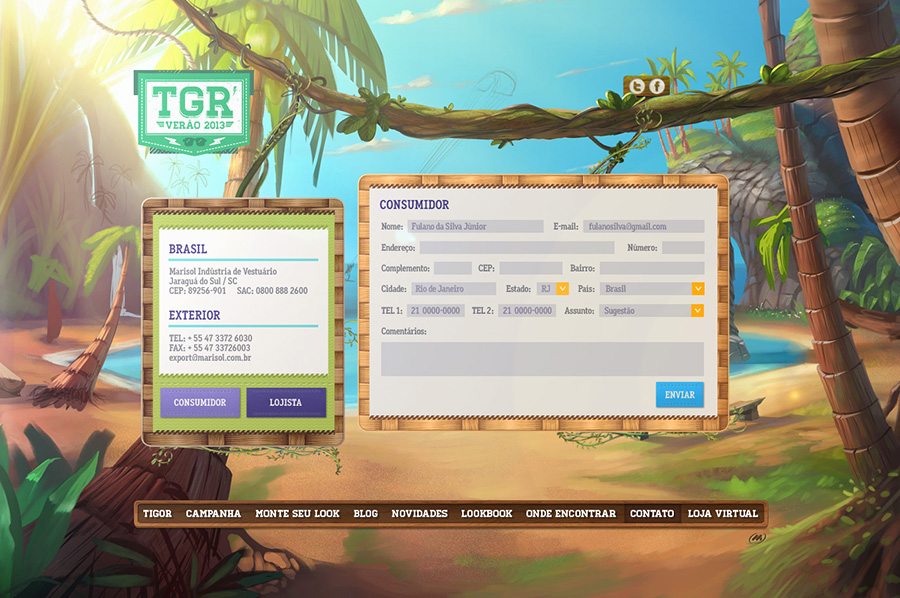 TGR
VERÃO 2013
BRASIL
Marisol Indústria de Vestuário
Jaraguá do Sul / SC
CEP: 89256-901 SAC: 0800 888 2600
EXTERIOR
TEL: + 55 47 3372 6030
FAX: + 55 47 33726003
export@marisol.com.br
CONSUMIDOR LOJISTA
CONSUMIDOR
Nome: Fulano da Silva Júnior E-mail: fulanosilva@gmail.com
Endereço: Número:
Complemento: CEP: Bairro:
Cidade: Rio de Janeiro Estado: RJ País: Brasil
TEL 1: 21 0000-0000 TEL 2: 21 0000-0000 Assunto: Sugestão
Comentários:
ENVIAR
TIGOR CAMPANHA MONTE SEU LOOK BLOG NOVIDADES LOOKBOOK ONDE ENCONTRAR CONTATO LOJA VIRTUAL